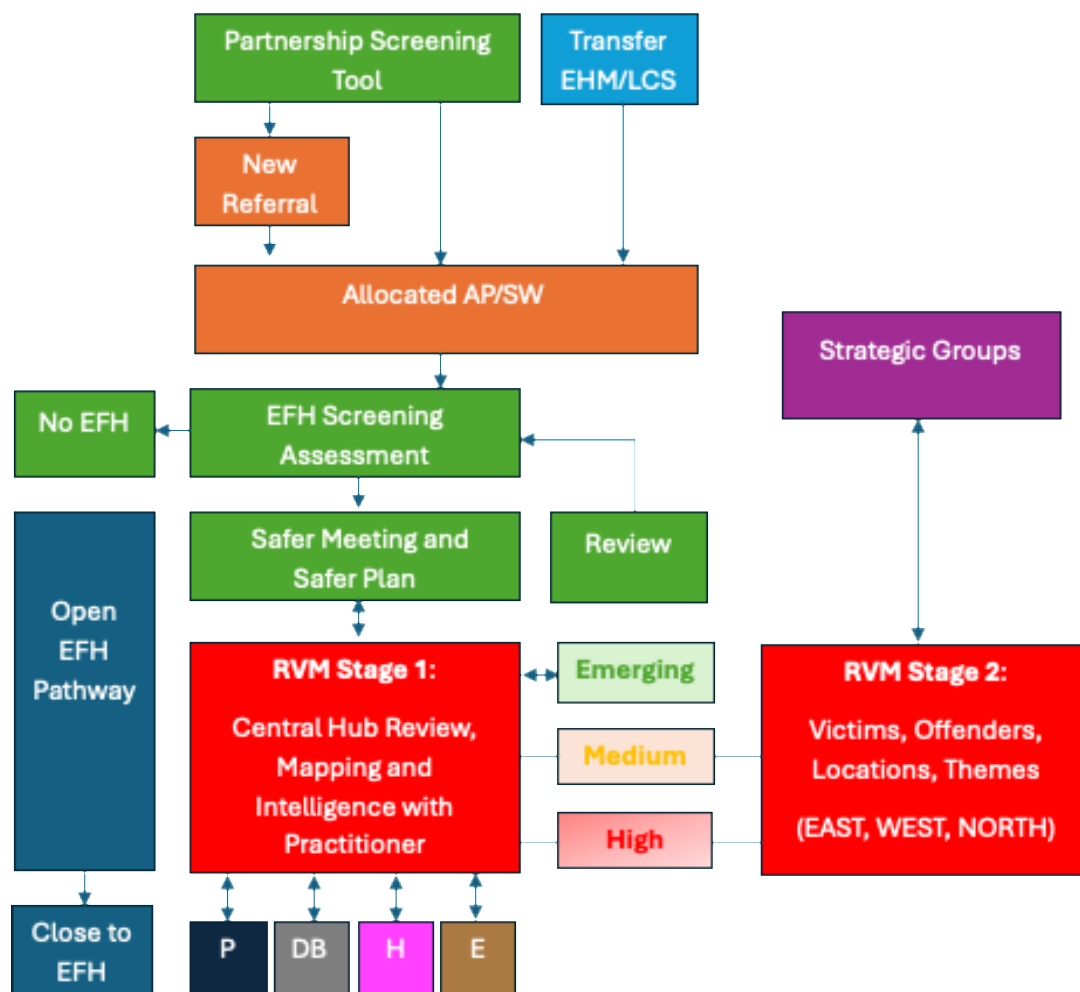 Partnership Screening
Tool
Transfer
EHM/LCS
New
Referral
Allocated AP/SW
Strategic Groups
No EFH
EFH Screening
Assessment
Safer Meeting and
Safer Plan
Review
Open
EFH
Pathway
RVM Stage 1:
Central Hub Review,
Mapping and
Intelligence with
Practitioner
Emerging
Medium
High
RVM Stage 2:
Victims, Offenders,
Locations, Themes
(EAST, WEST, NORTH)
Close to
EFH
P
DB
H
E